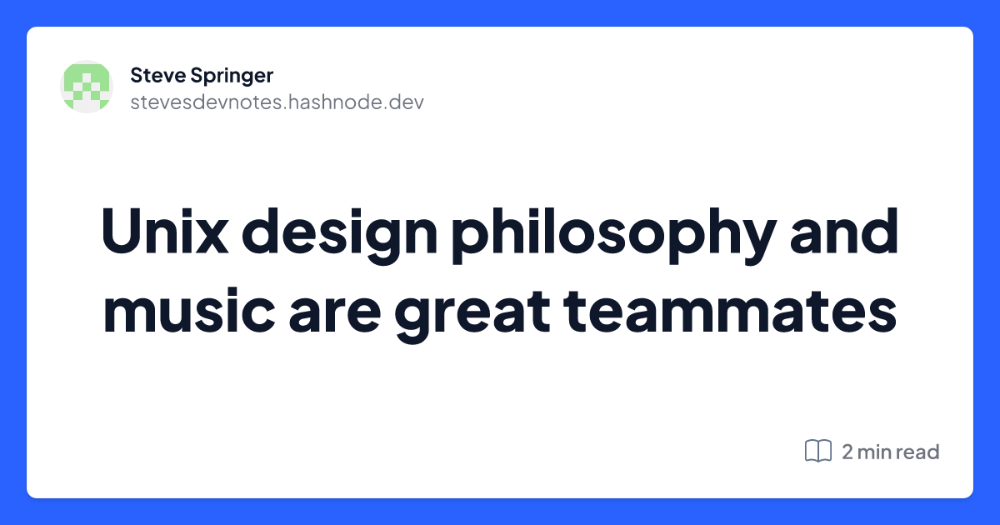 Steve Springer
stevesdevnotes.hashnode.dev
Unix design philosophy and
music are great teammates
2 min read